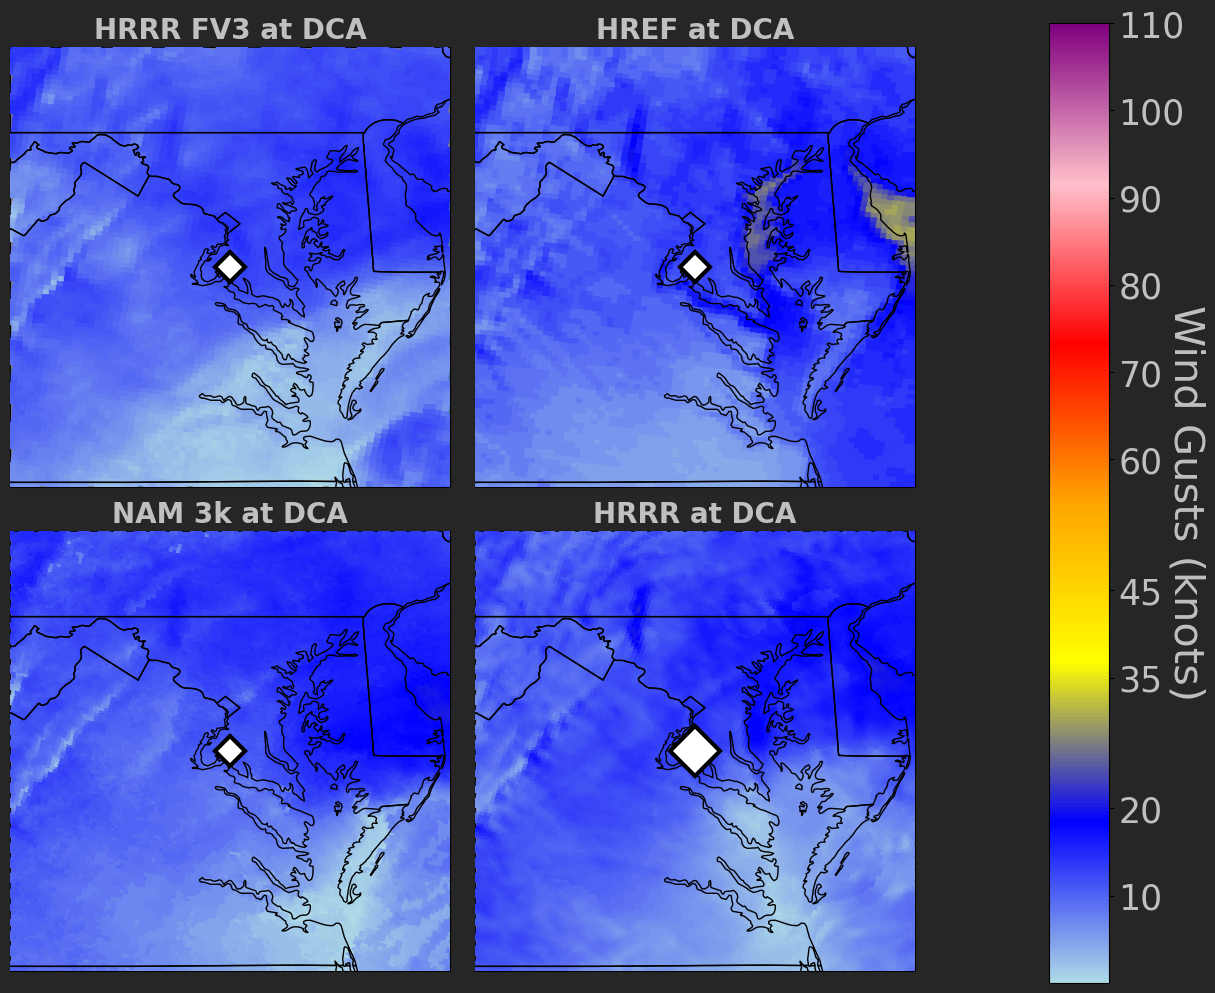 HRRR FV3 at DCA
HREF at DCA
NAM 3k at DCA
HRRR at DCA
110
100
90
80
70
60
45
35
20
10
Wind Gusts (knots)